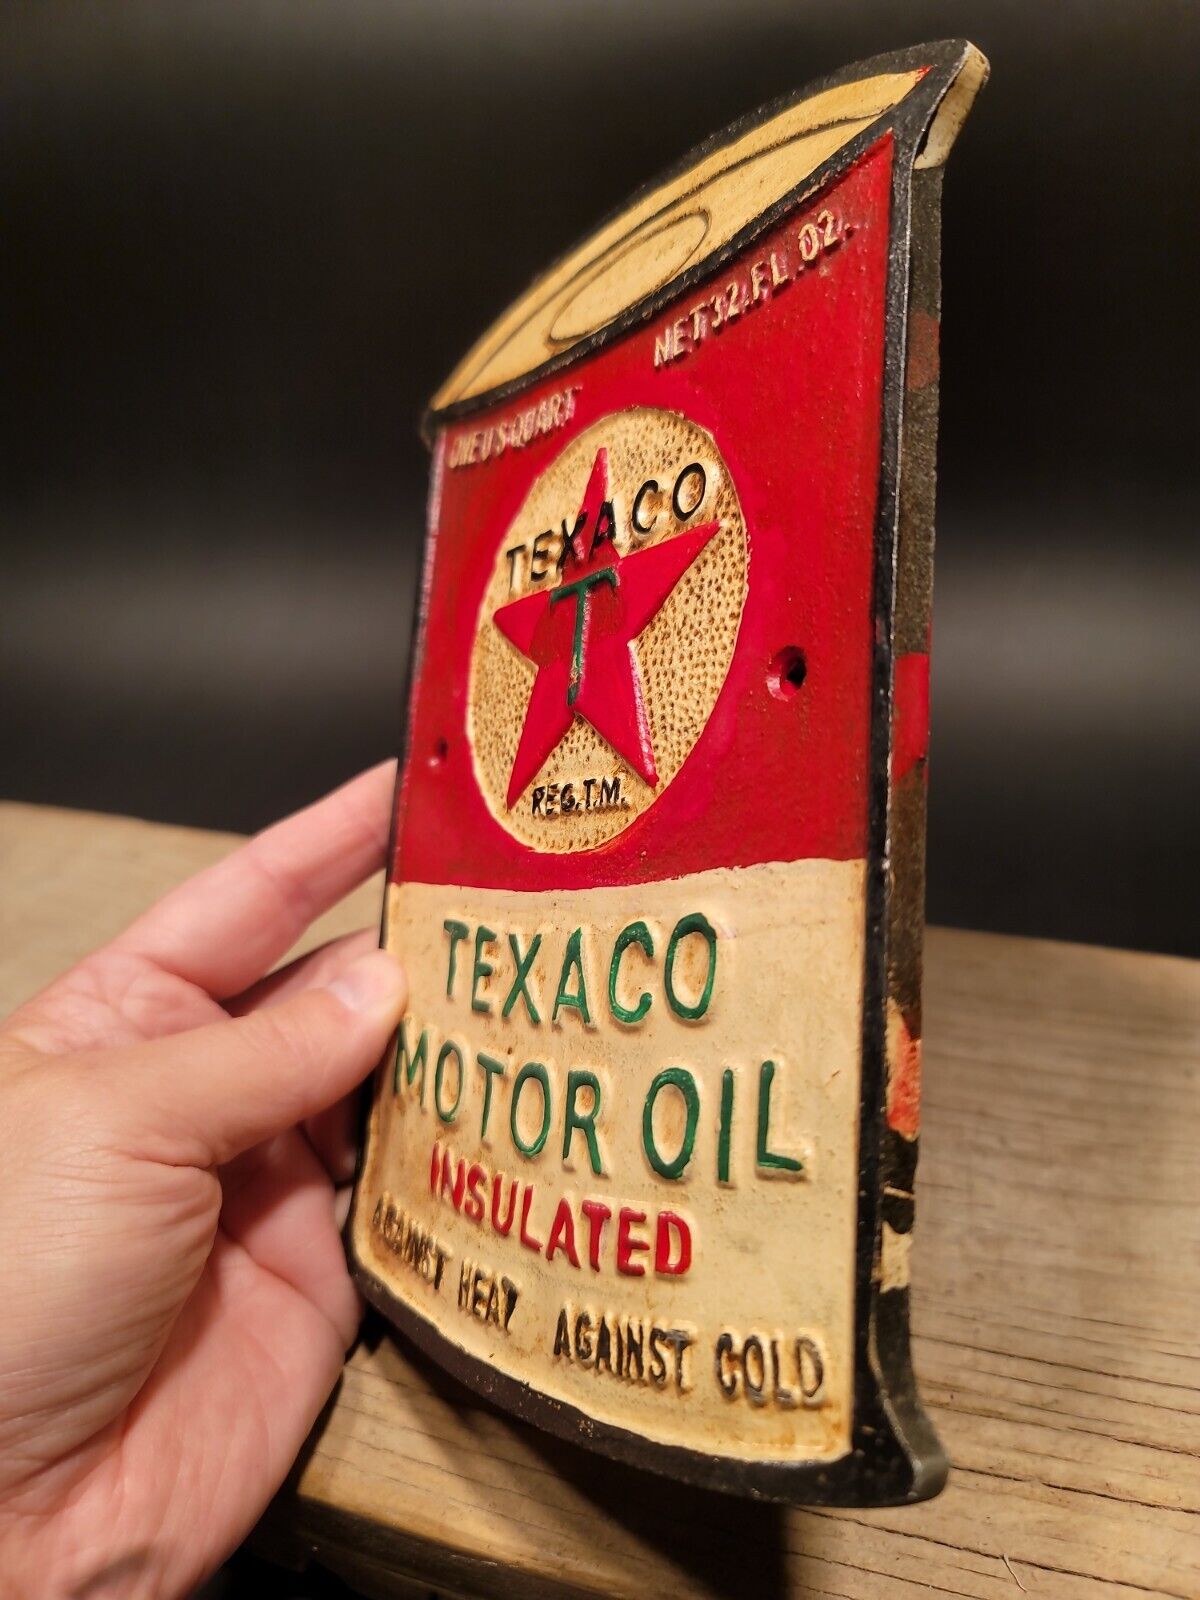 ONE U S QUART NET 32. FL. OZ.
TEXACO
T
REG.T.M.
TEXACO
MOTOR OIL
INSULATED
AGAINST HEAT AGAINST COLD